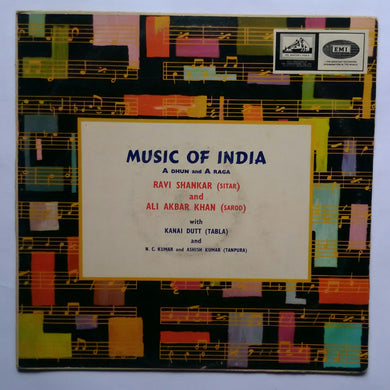 EMI
MUSIC OF INDIA
A DHUN AND A RAGA
RAVI SHANKAR (SITAR)
and
ALI AKBAR KHAN (SAROD)
with
KANAI DUTT (TABLA)
and
N. C. KUMAR and ASHISH KUMAR (TANPURA)